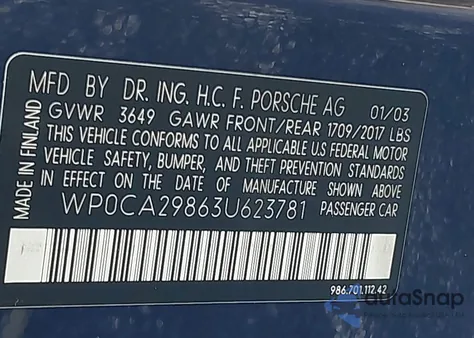 MFD BY DR. ING. H.C. F. PORSCHE AG 01/03
GVWR 3649 GAWR FRONT/REAR 1709/2017 LBS
THIS VEHICLE CONFORMS TO ALL APPLICABLE U.S FEDERAL MOTOR
VEHICLE SAFETY, BUMPER, AND THEFT PREVENTION STANDARDS
IN EFFECT ON THE DATE OF MANUFACTURE SHOWN ABOVE
WP0CA29863U623781 PASSENGER CAR
MADE IN FINLAND
986.701.112.42
autoSnap